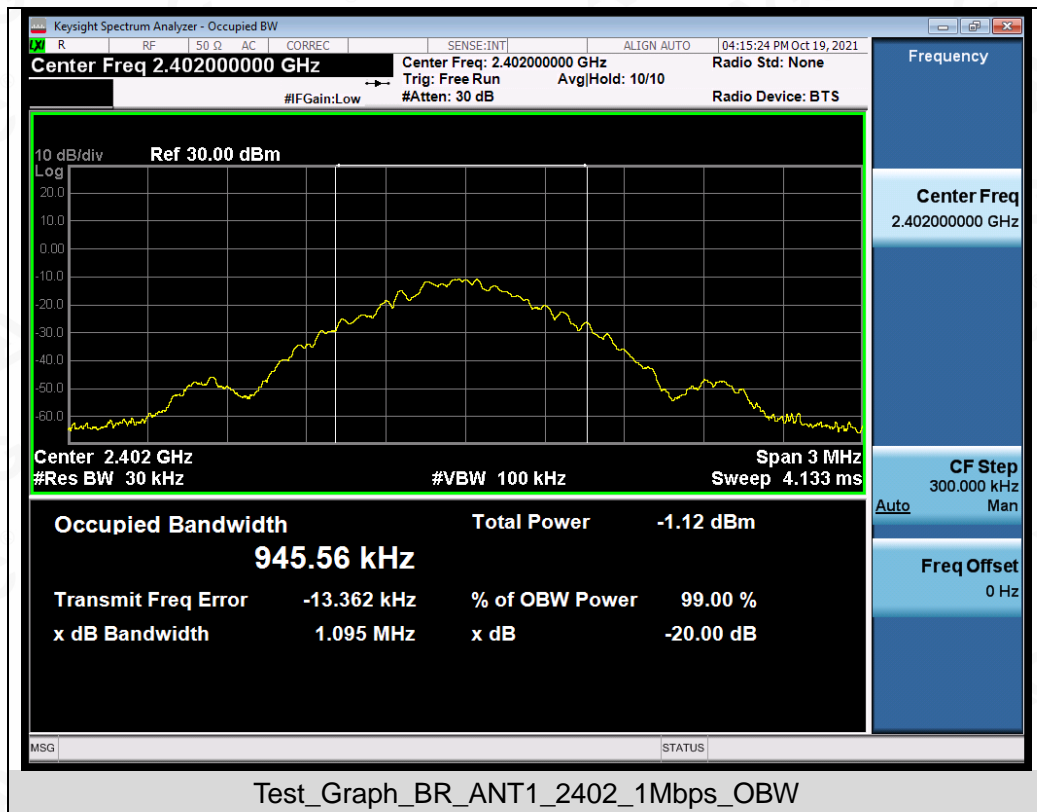 Keysight Spectrum Analyzer - Occupied BW
LXI R RF 50 Ω AC CORREC SENSE:INT ALIGN AUTO 04:15:24 PM Oct 19, 2021
Center Freq 2.402000000 GHz
#IFGain:Low
Center Freq: 2.402000000 GHz
Trig: Free Run Avg|Hold: 10/10
#Atten: 30 dB
Radio Std: None
Radio Device: BTS
10 dB/div Ref 30.00 dBm
Log
20.0
10.0
0.00
-10.0
-20.0
-30.0
-40.0
-50.0
-60.0
Center 2.402 GHz Span 3 MHz
#Res BW 30 kHz #VBW 100 kHz Sweep 4.133 ms
Occupied Bandwidth Total Power -1.12 dBm
945.56 kHz
Transmit Freq Error -13.362 kHz % of OBW Power 99.00 %
x dB Bandwidth 1.095 MHz x dB -20.00 dB
Frequency
Center Freq
2.402000000 GHz
CF Step
300.000 kHz
Auto Man
Freq Offset
0 Hz
MSG STATUS
Test_Graph_BR_ANT1_2402_1Mbps_OBW